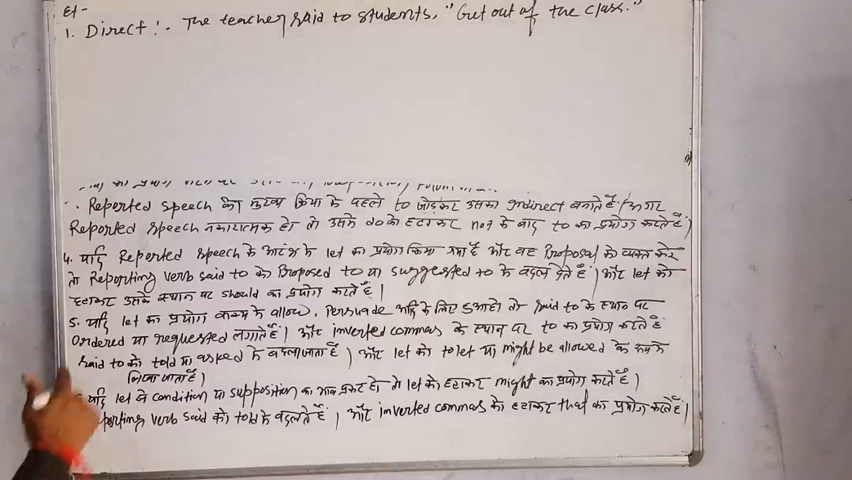 Ex-
1. Direct:- The teacher said to students, "Get out of the class."
Reported speech की मुख्य क्रिया के पहले to जोड़कर उसका Indirect बनाते हैं। अगर
Reported speech नकारात्मक हो तो उसके do को हटाकर not के बाद to का प्रयोग करते हैं।
4. यदि Reported speech के आरंभ में let का प्रयोग किया गया है और वह Proposal को व्यक्त करे
तो Reporting verb said to को Proposed to या suggested to में बदल देते हैं। और let को
हटाकर उसके स्थान पर should का प्रयोग करते हैं।
5. यदि let का प्रयोग वाक्य में allow, Persuade आदि के लिए हुआ हो तो said to के स्थान पर
Ordered या requested लगाते हैं। और inverted commas के स्थान पर to का प्रयोग करते हैं
said to को told या asked में बदला जाता है। और let को to let या might be allowed के रूप में
लिखा जाता है।
यदि let से condition या supposition का भाव प्रकट हो तो let को हटाकर might का प्रयोग करते हैं।
verb said को told में बदलते हैं। और inverted commas को हटाकर that का प्रयोग करते हैं।